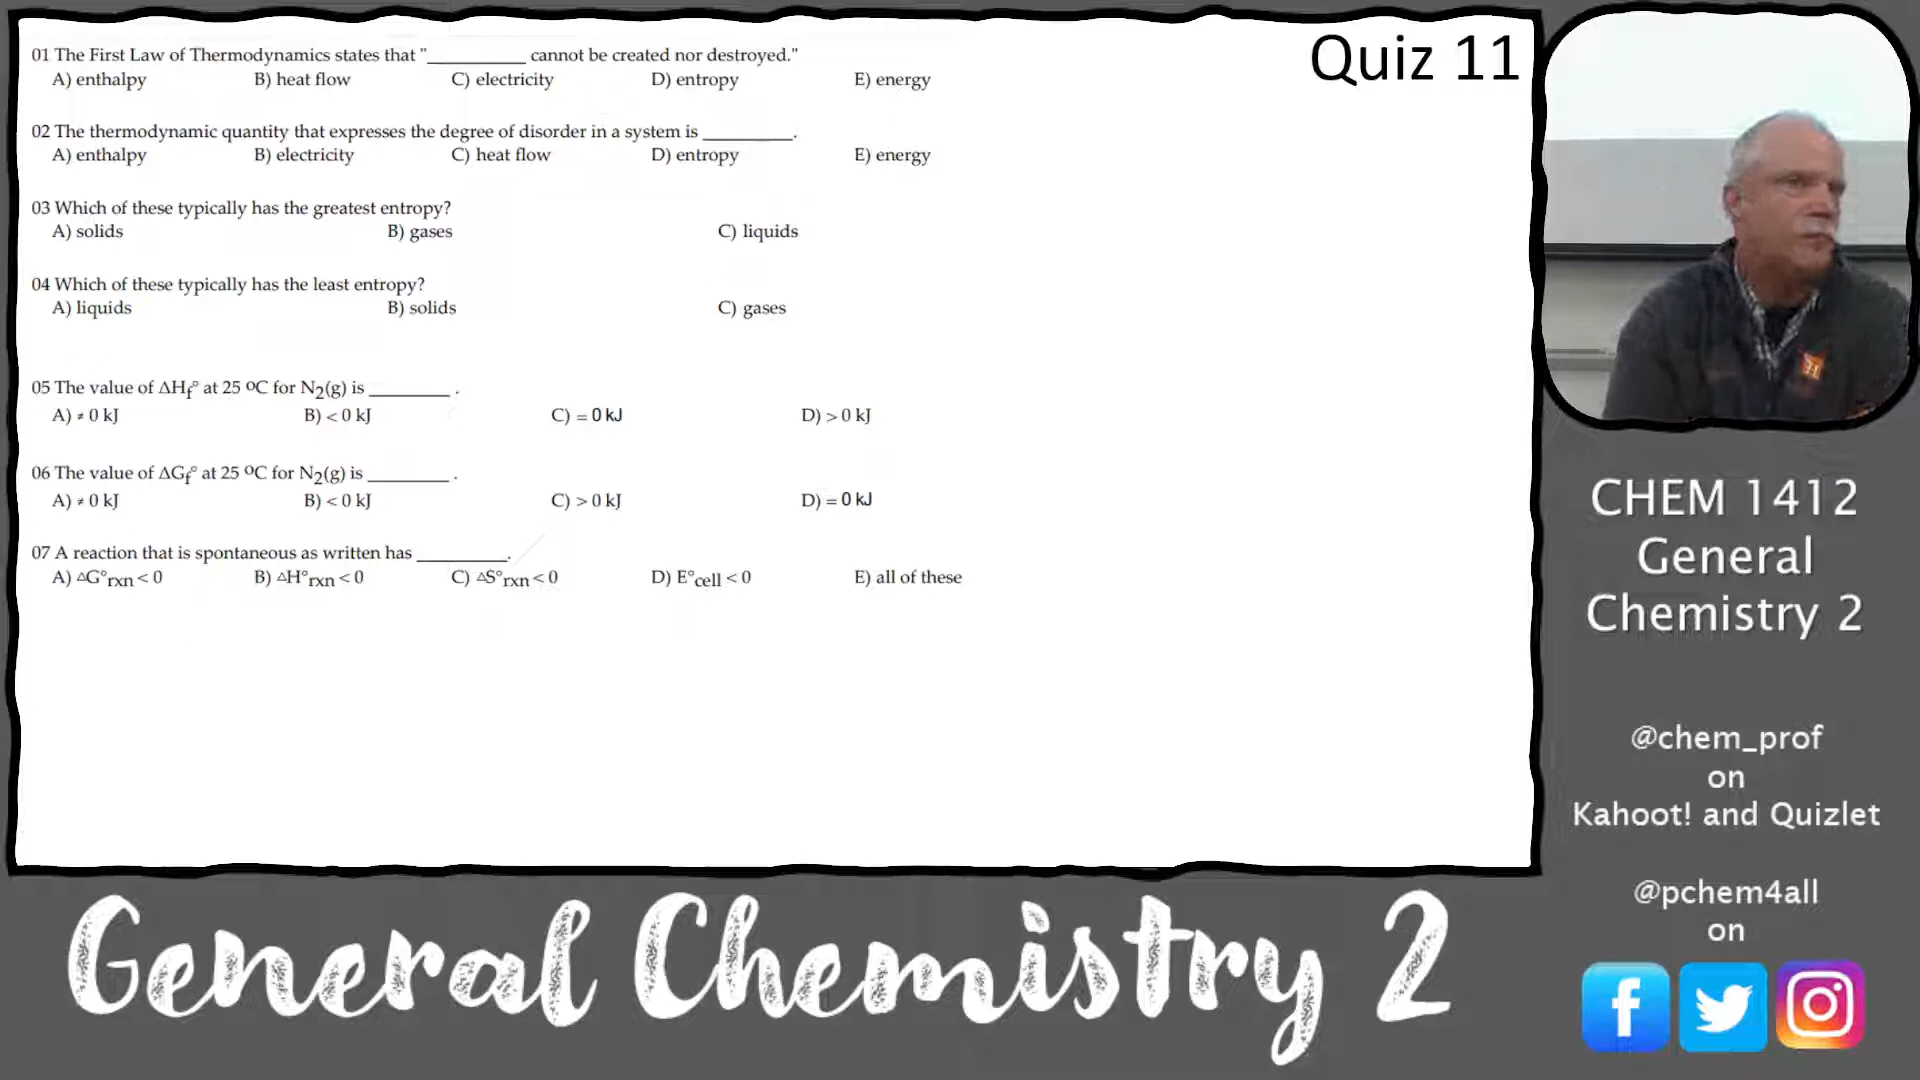 Quiz 11
01 The First Law of Thermodynamics states that "__________ cannot be created nor destroyed."
A) enthalpy B) heat flow C) electricity D) entropy E) energy
02 The thermodynamic quantity that expresses the degree of disorder in a system is __________.
A) enthalpy B) electricity C) heat flow D) entropy E) energy
03 Which of these typically has the greatest entropy?
A) solids B) gases C) liquids
04 Which of these typically has the least entropy?
A) liquids B) solids C) gases
05 The value of ΔHf° at 25 °C for N2(g) is _________ .
A) ≠ 0 kJ B) < 0 kJ C) = 0 kJ D) > 0 kJ
06 The value of ΔGf° at 25 °C for N2(g) is _________ .
A) ≠ 0 kJ B) < 0 kJ C) > 0 kJ D) = 0 kJ
07 A reaction that is spontaneous as written has __________.
A) ΔG°rxn < 0 B) ΔH°rxn < 0 C) ΔS°rxn < 0 D) E°cell < 0 E) all of these
CHEM 1412
General
Chemistry 2
@chem_prof
on
Kahoot! and Quizlet
@pchem4all
on
General Chemistry 2